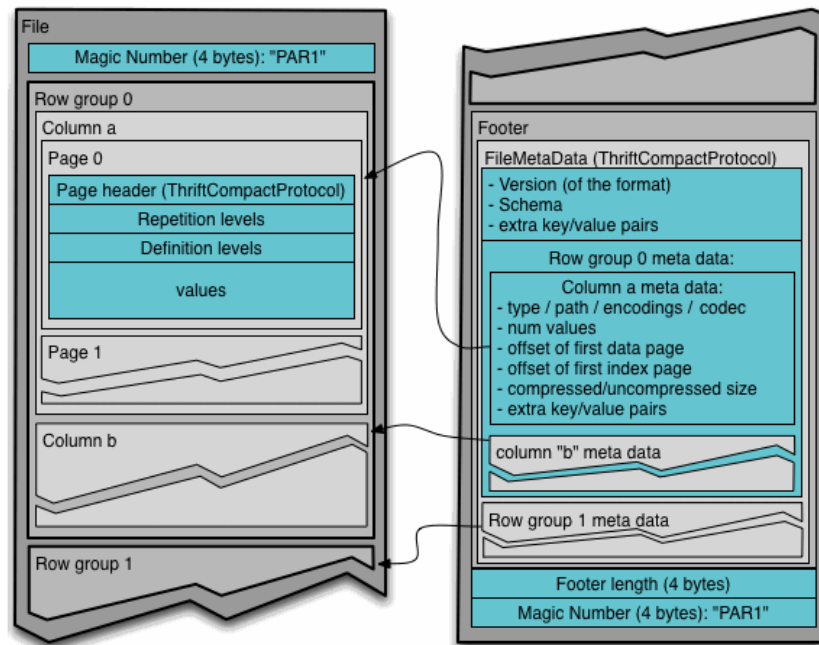 File
Magic Number (4 bytes): "PAR1"
Row group 0
Column a
Page 0
Page header (ThriftCompactProtocol)
Repetition levels
Definition levels
values
Page 1
Column b
Row group 1
Footer
FileMetaData (ThriftCompactProtocol)
- Version (of the format)
- Schema
- extra key/value pairs
Row group 0 meta data:
Column a meta data:
- type / path / encodings / codec
- num values
- offset of first data page
- offset of first index page
- compressed/uncompressed size
- extra key/value pairs
column "b" meta data
Row group 1 meta data
Footer length (4 bytes)
Magic Number (4 bytes): "PAR1"